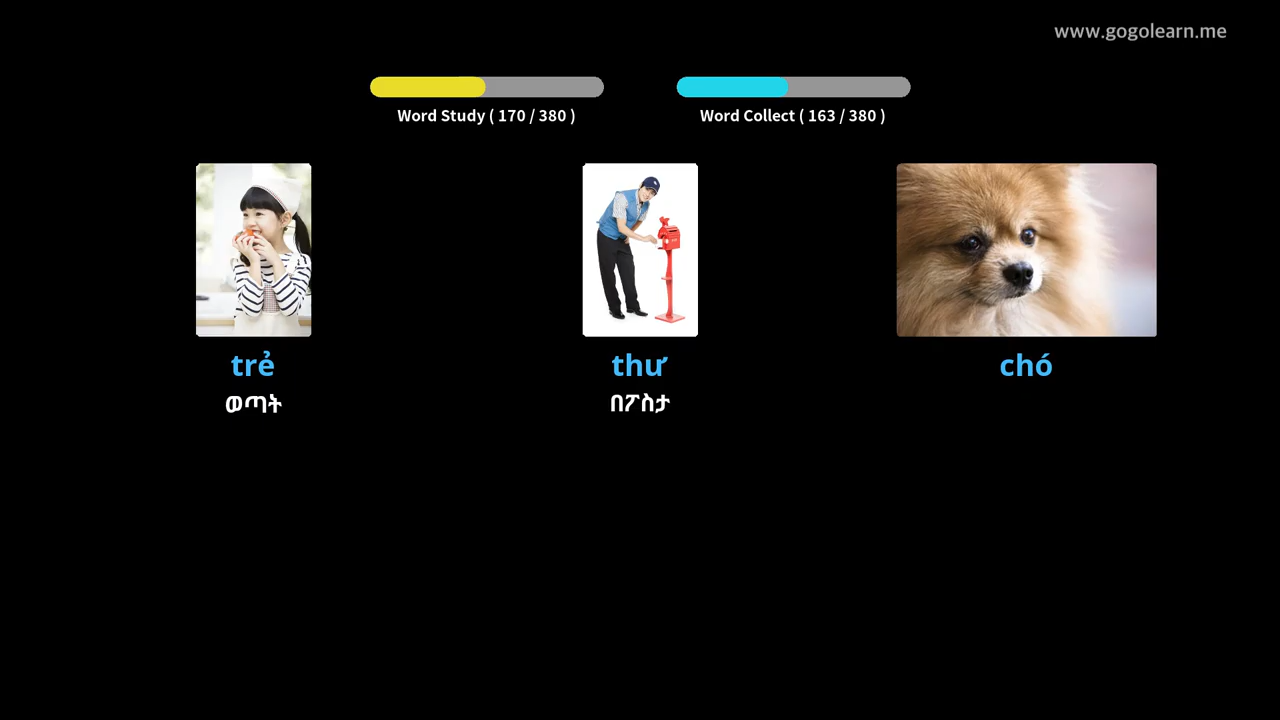 www.gogolearn.me
Word Study ( 170 / 380 )
Word Collect ( 163 / 380 )
trẻ
thư
chó
ወጣት
በፖስታ